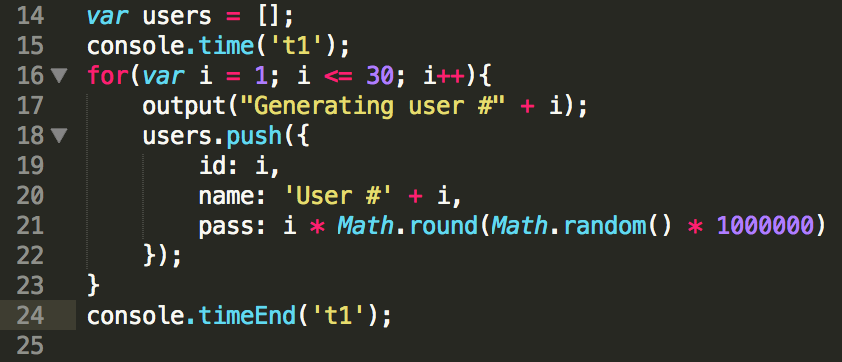 14 var users = [];
15 console.time('t1');
16 for(var i = 1; i <= 30; i++){
17 output("Generating user #" + i);
18 users.push({
19 id: i,
20 name: 'User #' + i,
21 pass: i * Math.round(Math.random() * 1000000)
22 });
23 }
24 console.timeEnd('t1');
25